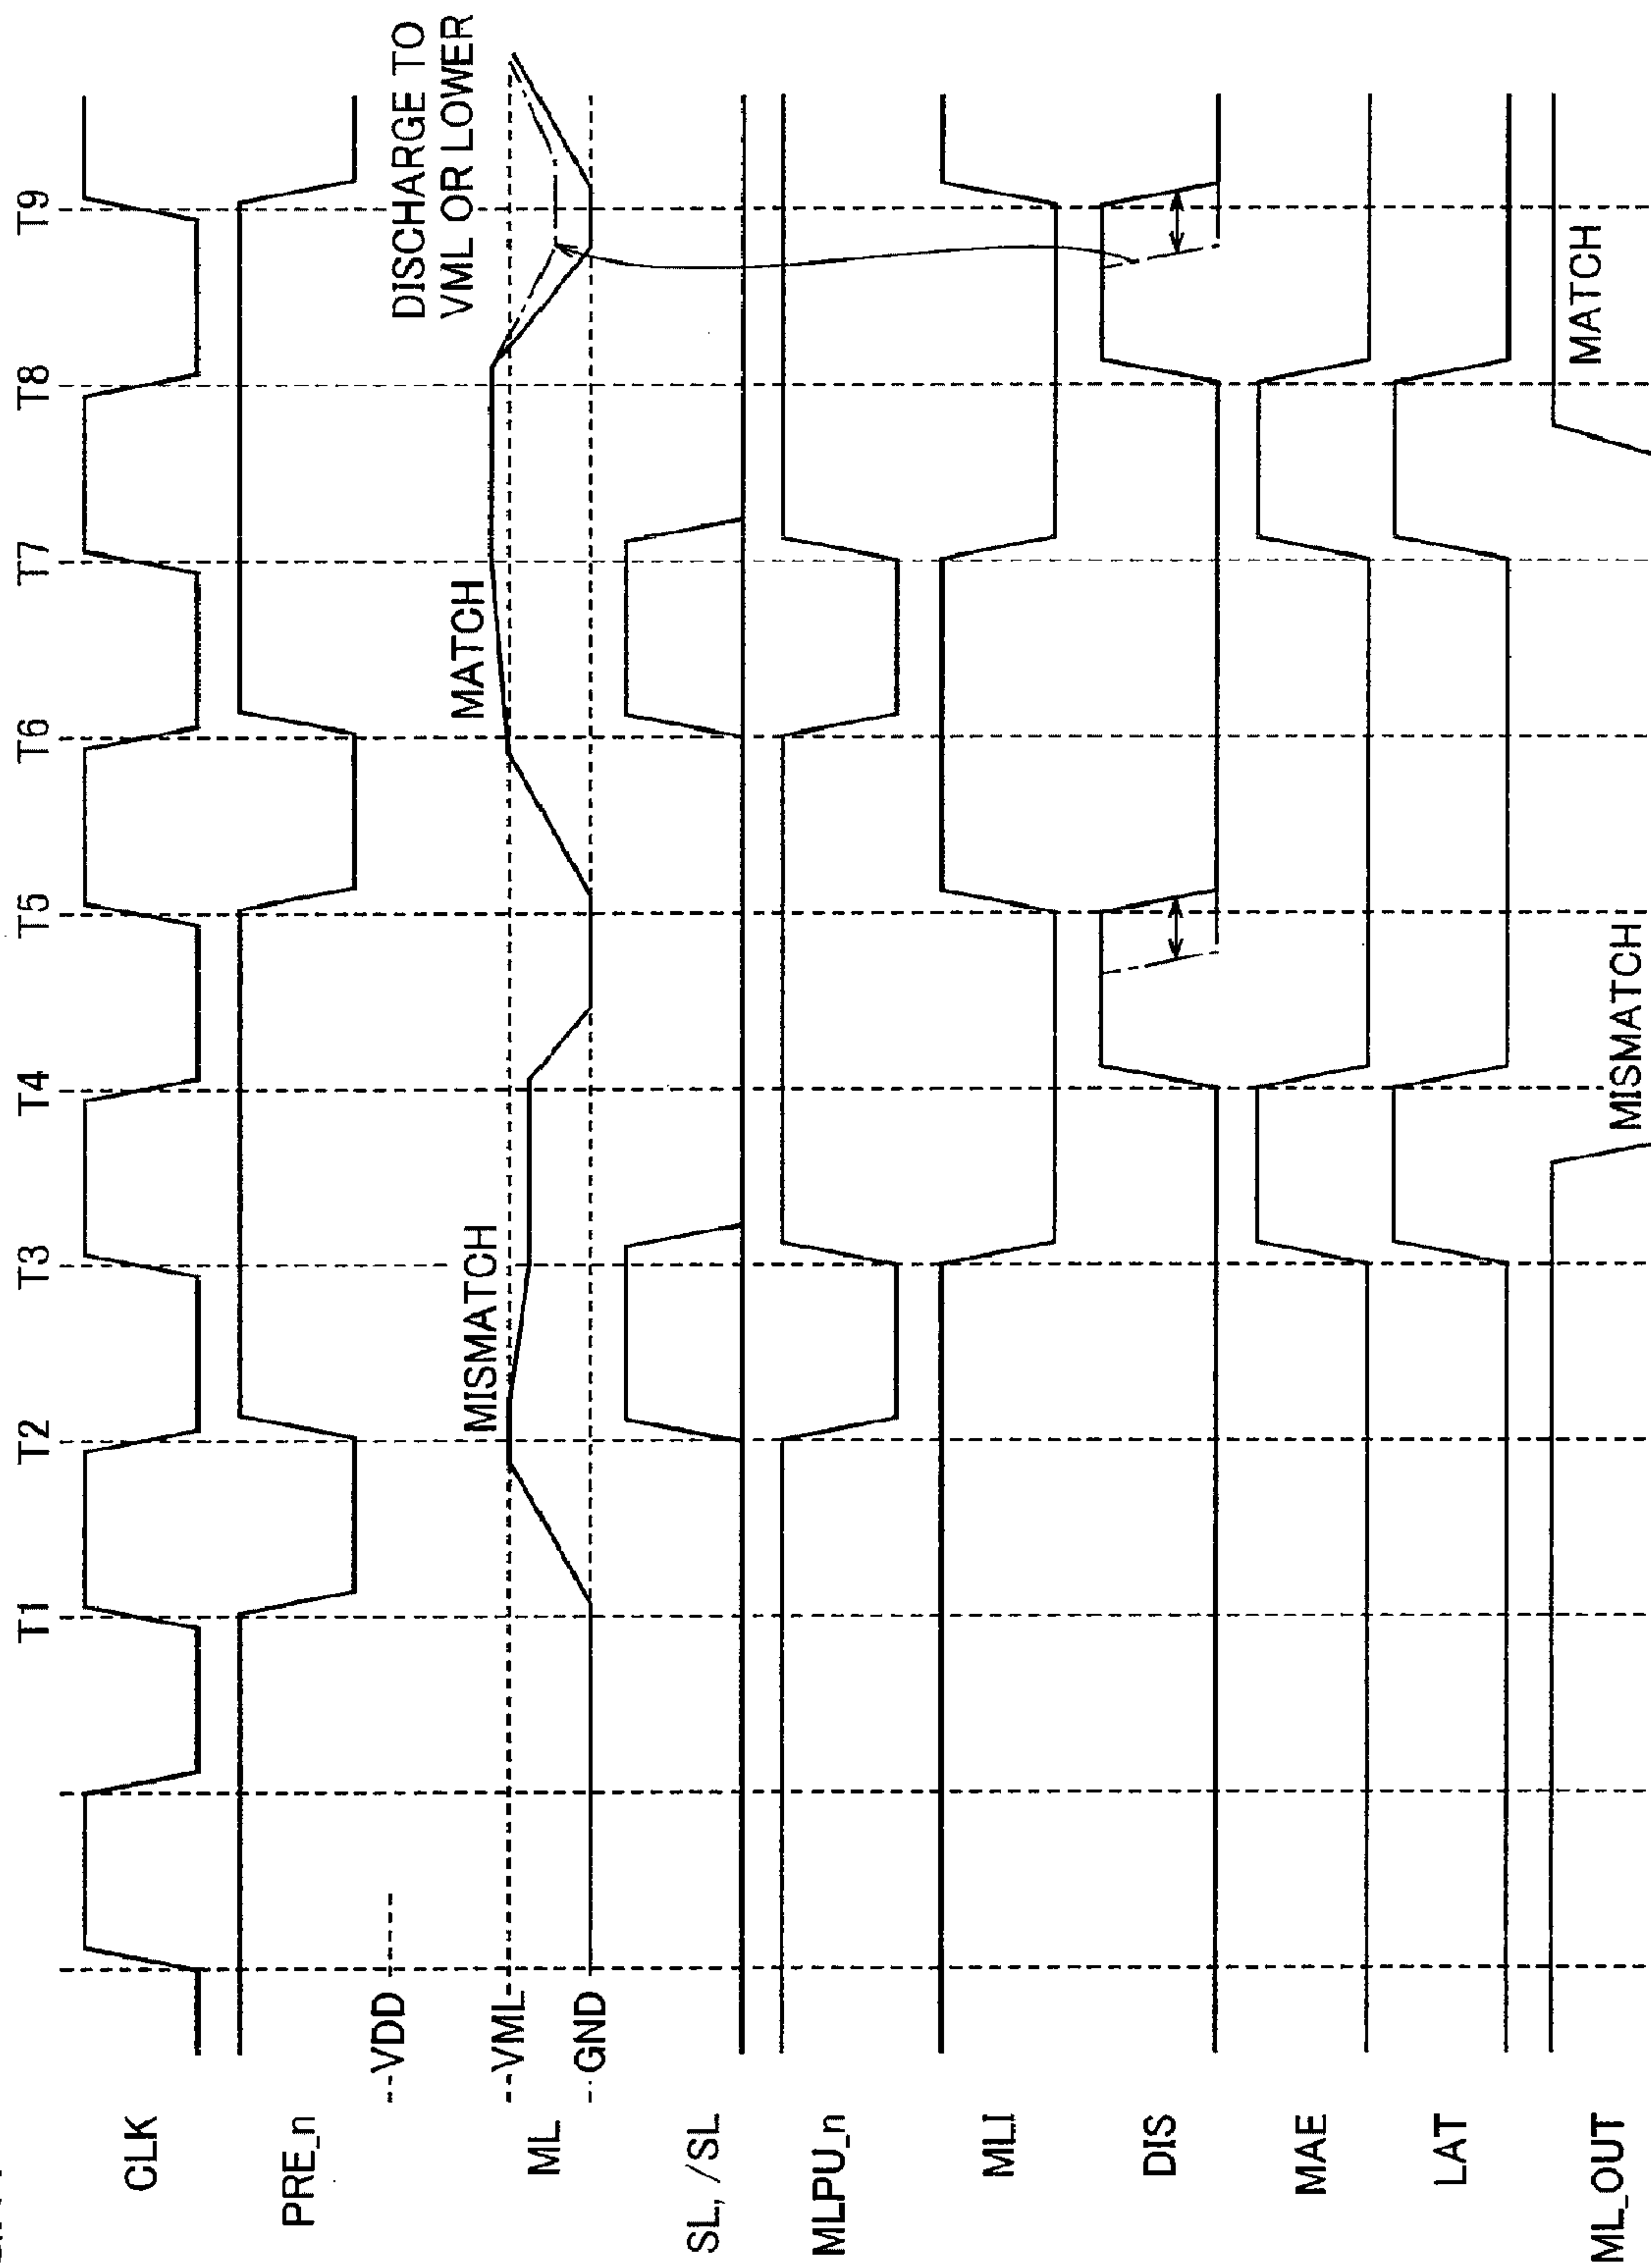 T1 T2 T3 T4 T5 T6 T7 T8 T9
CLK
PRE_n
VDD
DISCHARGE TO
VML OR LOWER
VML
MISMATCH
MATCH
GND
ML
SL, /SL
MLPU_n
MLI
DIS
MAE
LAT
ML_OUT
MISMATCH
MATCH